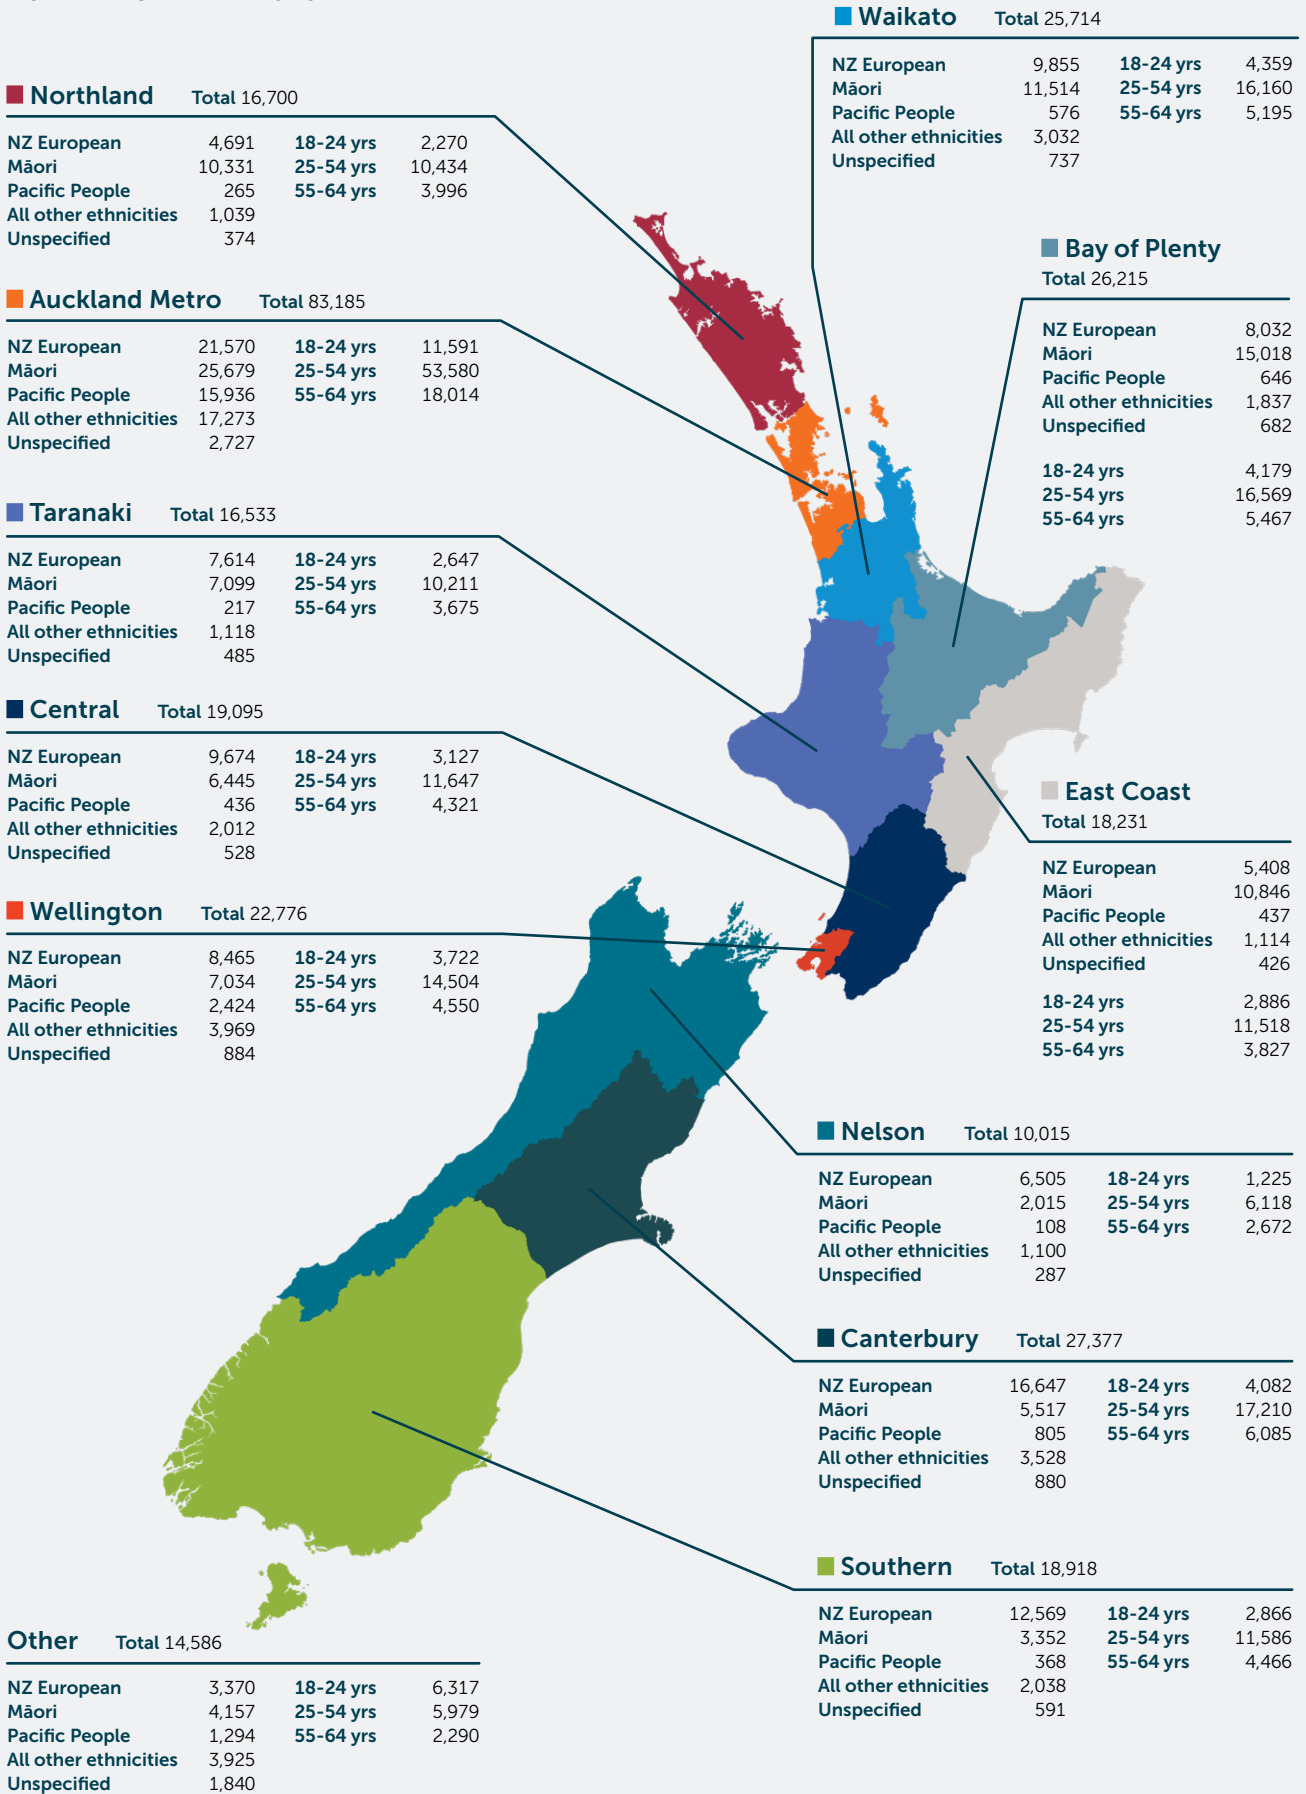 Waikato Total 25,714
NZ European 9,855 18-24 yrs 4,359
Māori 11,514 25-54 yrs 16,160
Pacific People 576 55-64 yrs 5,195
All other ethnicities 3,032
Unspecified 737
Northland Total 16,700
NZ European 4,691 18-24 yrs 2,270
Māori 10,331 25-54 yrs 10,434
Pacific People 265 55-64 yrs 3,996
All other ethnicities 1,039
Unspecified 374
Bay of Plenty
Total 26,215
NZ European 8,032
Māori 15,018
Pacific People 646
All other ethnicities 1,837
Unspecified 682
18-24 yrs 4,179
25-54 yrs 16,569
55-64 yrs 5,467
Auckland Metro Total 83,185
NZ European 21,570 18-24 yrs 11,591
Māori 25,679 25-54 yrs 53,580
Pacific People 15,936 55-64 yrs 18,014
All other ethnicities 17,273
Unspecified 2,727
Taranaki Total 16,533
NZ European 7,614 18-24 yrs 2,647
Māori 7,099 25-54 yrs 10,211
Pacific People 217 55-64 yrs 3,675
All other ethnicities 1,118
Unspecified 485
Central Total 19,095
NZ European 9,674 18-24 yrs 3,127
Māori 6,445 25-54 yrs 11,647
Pacific People 436 55-64 yrs 4,321
All other ethnicities 2,012
Unspecified 528
East Coast
Total 18,231
NZ European 5,408
Māori 10,846
Pacific People 437
All other ethnicities 1,114
Unspecified 426
18-24 yrs 2,886
25-54 yrs 11,518
55-64 yrs 3,827
Wellington Total 22,776
NZ European 8,465 18-24 yrs 3,722
Māori 7,034 25-54 yrs 14,504
Pacific People 2,424 55-64 yrs 4,550
All other ethnicities 3,969
Unspecified 884
Nelson Total 10,015
NZ European 6,505 18-24 yrs 1,225
Māori 2,015 25-54 yrs 6,118
Pacific People 108 55-64 yrs 2,672
All other ethnicities 1,100
Unspecified 287
Canterbury Total 27,377
NZ European 16,647 18-24 yrs 4,082
Māori 5,517 25-54 yrs 17,210
Pacific People 805 55-64 yrs 6,085
All other ethnicities 3,528
Unspecified 880
Southern Total 18,918
NZ European 12,569 18-24 yrs 2,866
Māori 3,352 25-54 yrs 11,586
Pacific People 368 55-64 yrs 4,466
All other ethnicities 2,038
Unspecified 591
Other Total 14,586
NZ European 3,370 18-24 yrs 6,317
Māori 4,157 25-54 yrs 5,979
Pacific People 1,294 55-64 yrs 2,290
All other ethnicities 3,925
Unspecified 1,840